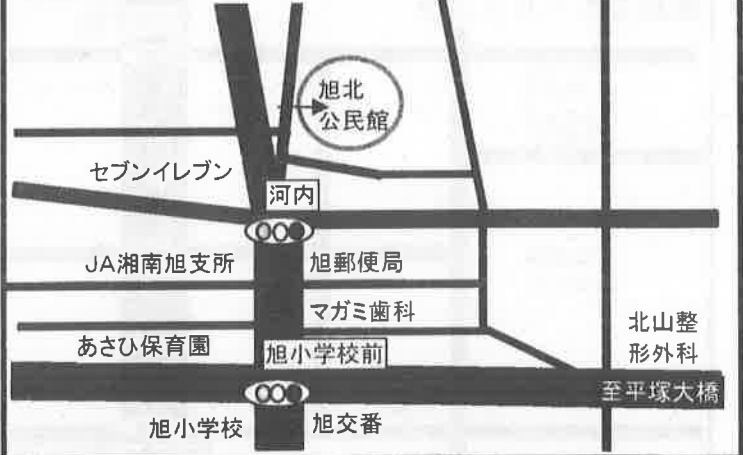 旭北
公民館
セブンイレブン
河内
JA湘南旭支所
旭郵便局
マガミ歯科
北山整
形外科
あさひ保育園
旭小学校前
至平塚大橋
旭小学校
旭交番